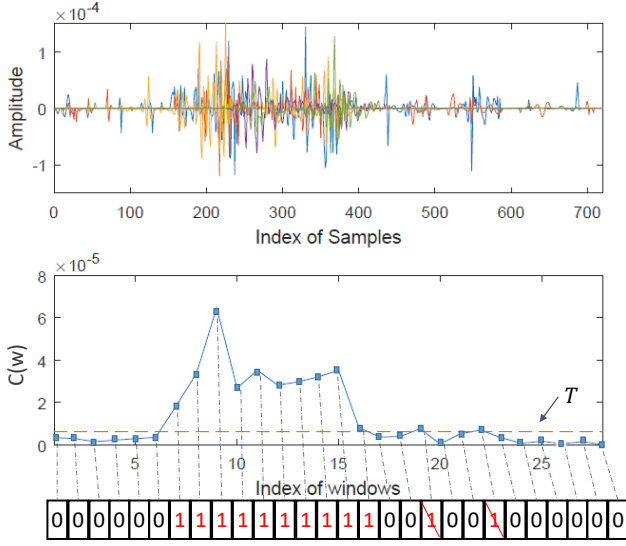 ×10⁻⁴
1
0
-1
Amplitude
0 100 200 300 400 500 600 700
Index of Samples
×10⁻⁵
8
6
4
2
0
C(w)
T
5 10 15 20 25
Index of windows
0 0 0 0 0 0 1 1 1 1 1 1 1 1 1 1 0 0 1 0 0 1 0 0 0 0 0 0